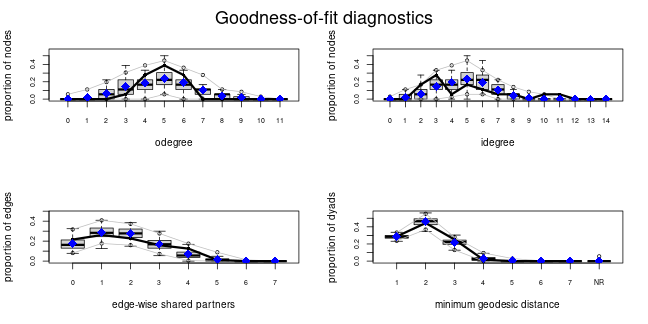 Goodness-of-fit diagnostics
proportion of nodes
0.4
0.2
0.0
0 1 2 3 4 5 6 7 8 9 10 11
odegree
proportion of nodes
0.4
0.2
0.0
0 1 2 3 4 5 6 7 8 9 10 11 12 13 14
idegree
proportion of edges
0.4
0.2
0.0
0 1 2 3 4 5 6 7
edge-wise shared partners
proportion of dyads
0.4
0.2
0.0
1 2 3 4 5 6 7 NR
minimum geodesic distance